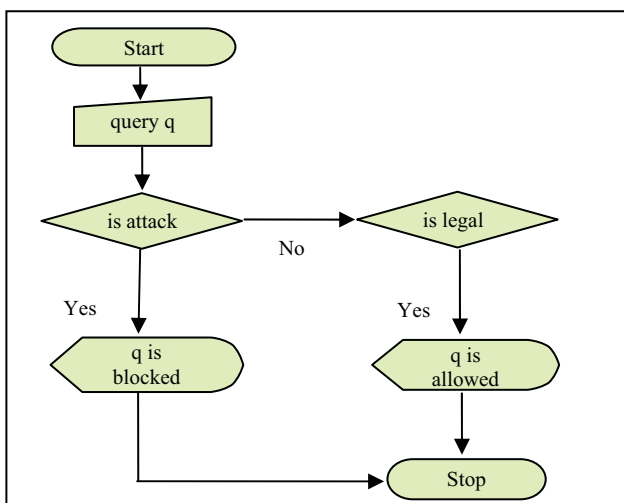 Start
query q
is attack
is legal
No
Yes
Yes
q is
blocked
q is
allowed
Stop